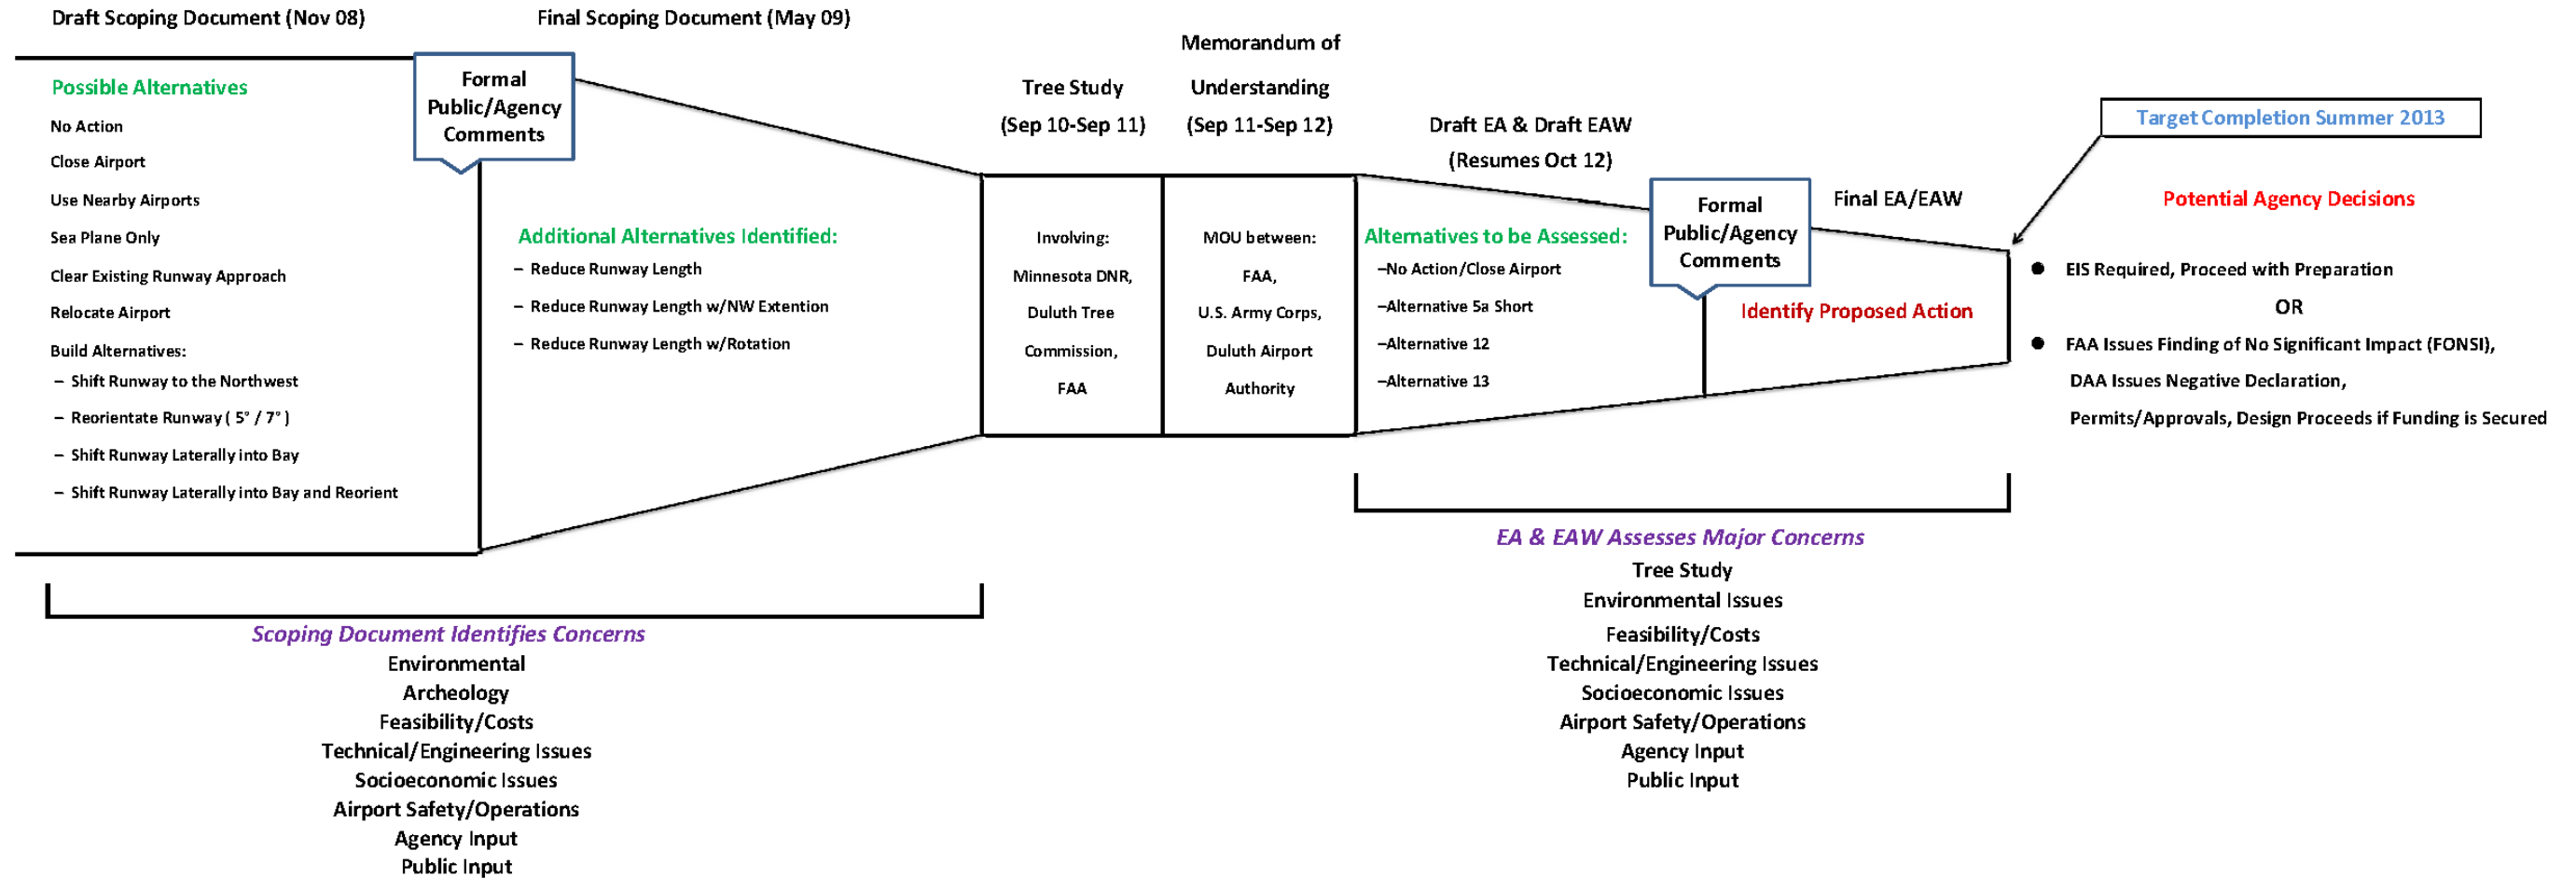 Draft Scoping Document (Nov 08)
Possible Alternatives
No Action
Close Airport
Use Nearby Airports
Sea Plane Only
Clear Existing Runway Approach
Relocate Airport
Build Alternatives:
– Shift Runway to the Northwest
– Reorientate Runway ( 5° / 7° )
– Shift Runway Laterally into Bay
– Shift Runway Laterally into Bay and Reorient
Formal
Public/Agency
Comments
Final Scoping Document (May 09)
Additional Alternatives Identified:
– Reduce Runway Length
– Reduce Runway Length w/NW Extention
– Reduce Runway Length w/Rotation
Scoping Document Identifies Concerns
Environmental
Archeology
Feasibility/Costs
Technical/Engineering Issues
Socioeconomic Issues
Airport Safety/Operations
Agency Input
Public Input
Tree Study
(Sep 10-Sep 11)
Involving:
Minnesota DNR,
Duluth Tree
Commission,
FAA
Memorandum of
Understanding
(Sep 11-Sep 12)
MOU between:
FAA,
U.S. Army Corps,
Duluth Airport
Authority
Draft EA & Draft EAW
(Resumes Oct 12)
Alternatives to be Assessed:
–No Action/Close Airport
–Alternative 5a Short
–Alternative 12
–Alternative 13
Formal
Public/Agency
Comments
Final EA/EAW
Identify Proposed Action
EA & EAW Assesses Major Concerns
Tree Study
Environmental Issues
Feasibility/Costs
Technical/Engineering Issues
Socioeconomic Issues
Airport Safety/Operations
Agency Input
Public Input
Target Completion Summer 2013
Potential Agency Decisions
● EIS Required, Proceed with Preparation
OR
● FAA Issues Finding of No Significant Impact (FONSI),
DAA Issues Negative Declaration,
Permits/Approvals, Design Proceeds if Funding is Secured